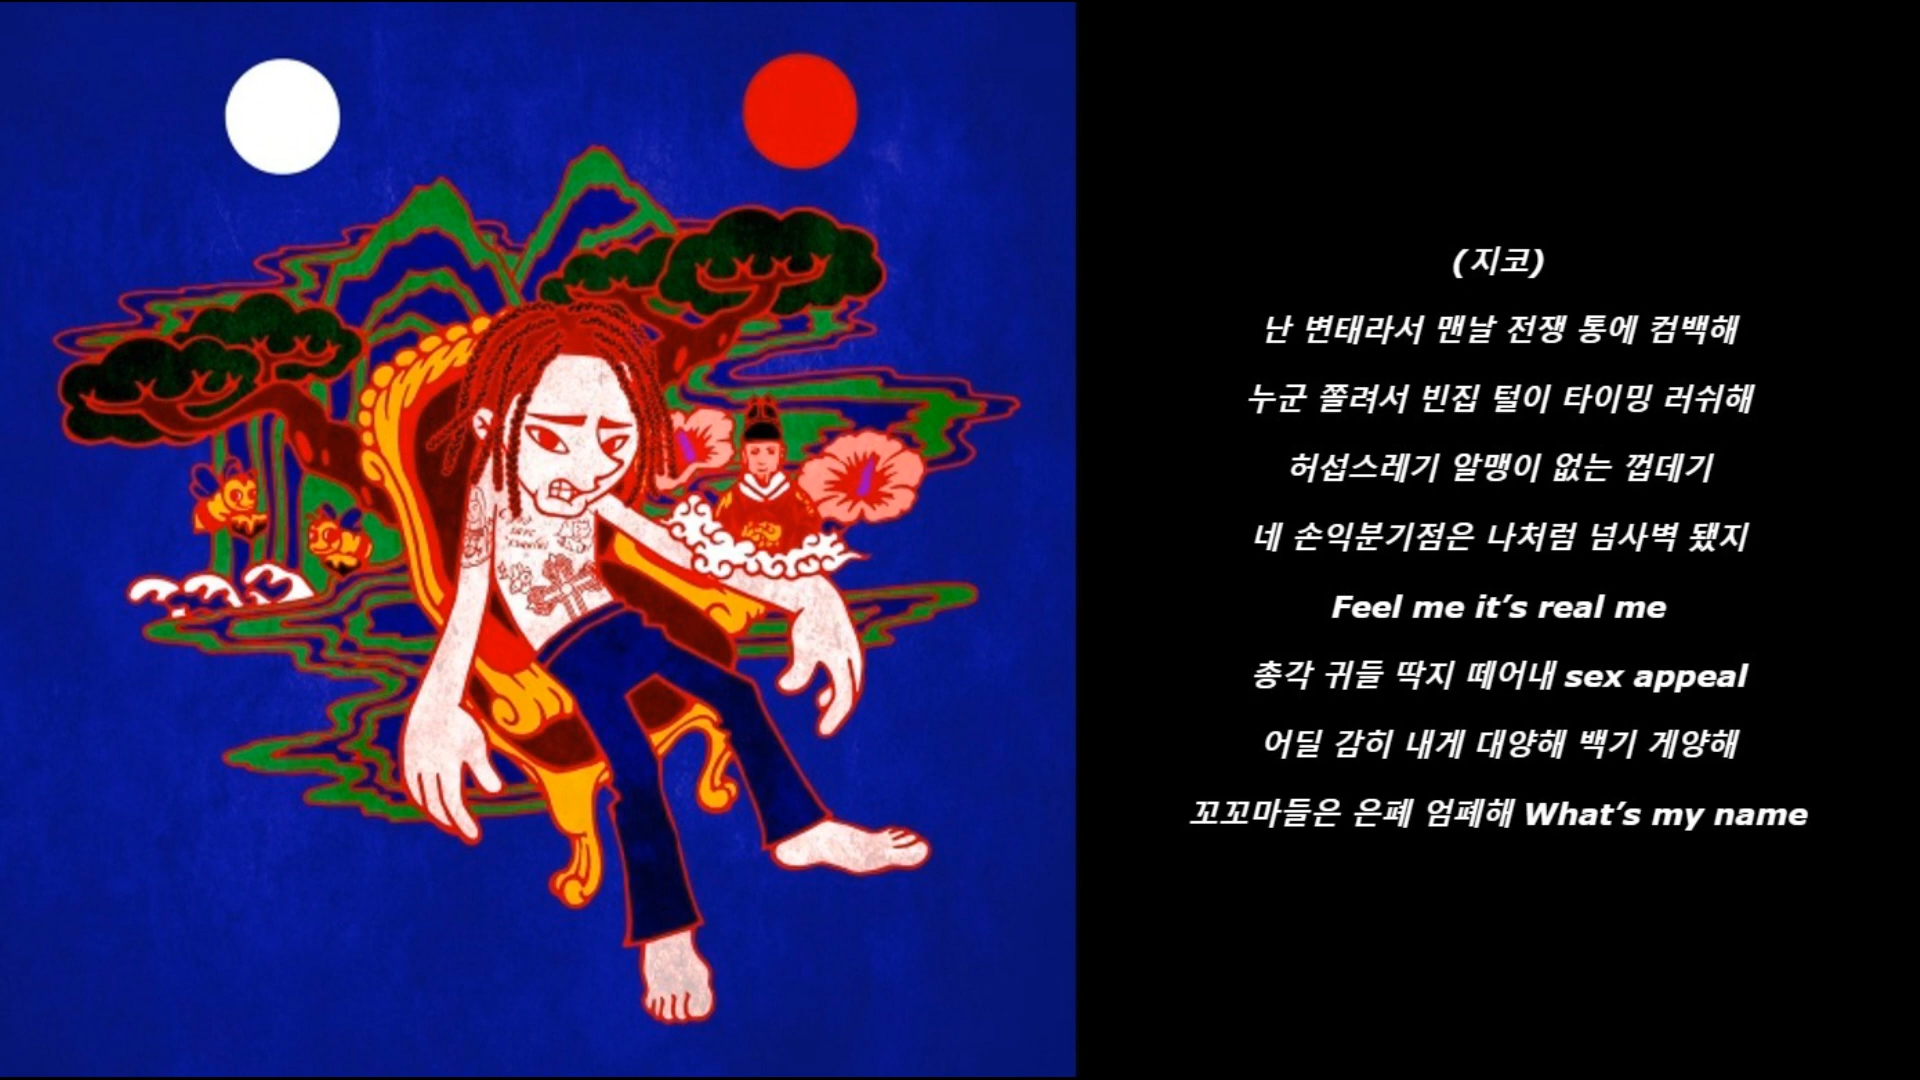 (지코)
난 변태라서 맨날 전쟁 통에 컴백해
누군 쫄려서 빈집 털이 타이밍 러쉬해
허섭스레기 알맹이 없는 껍데기
네 손익분기점은 나처럼 넘사벽 됐지
Feel me it’s real me
총각 귀들 딱지 떼어내 sex appeal
어딜 감히 내게 대양해 백기 게양해
꼬꼬마들은 은폐 엄폐해 What’s my name